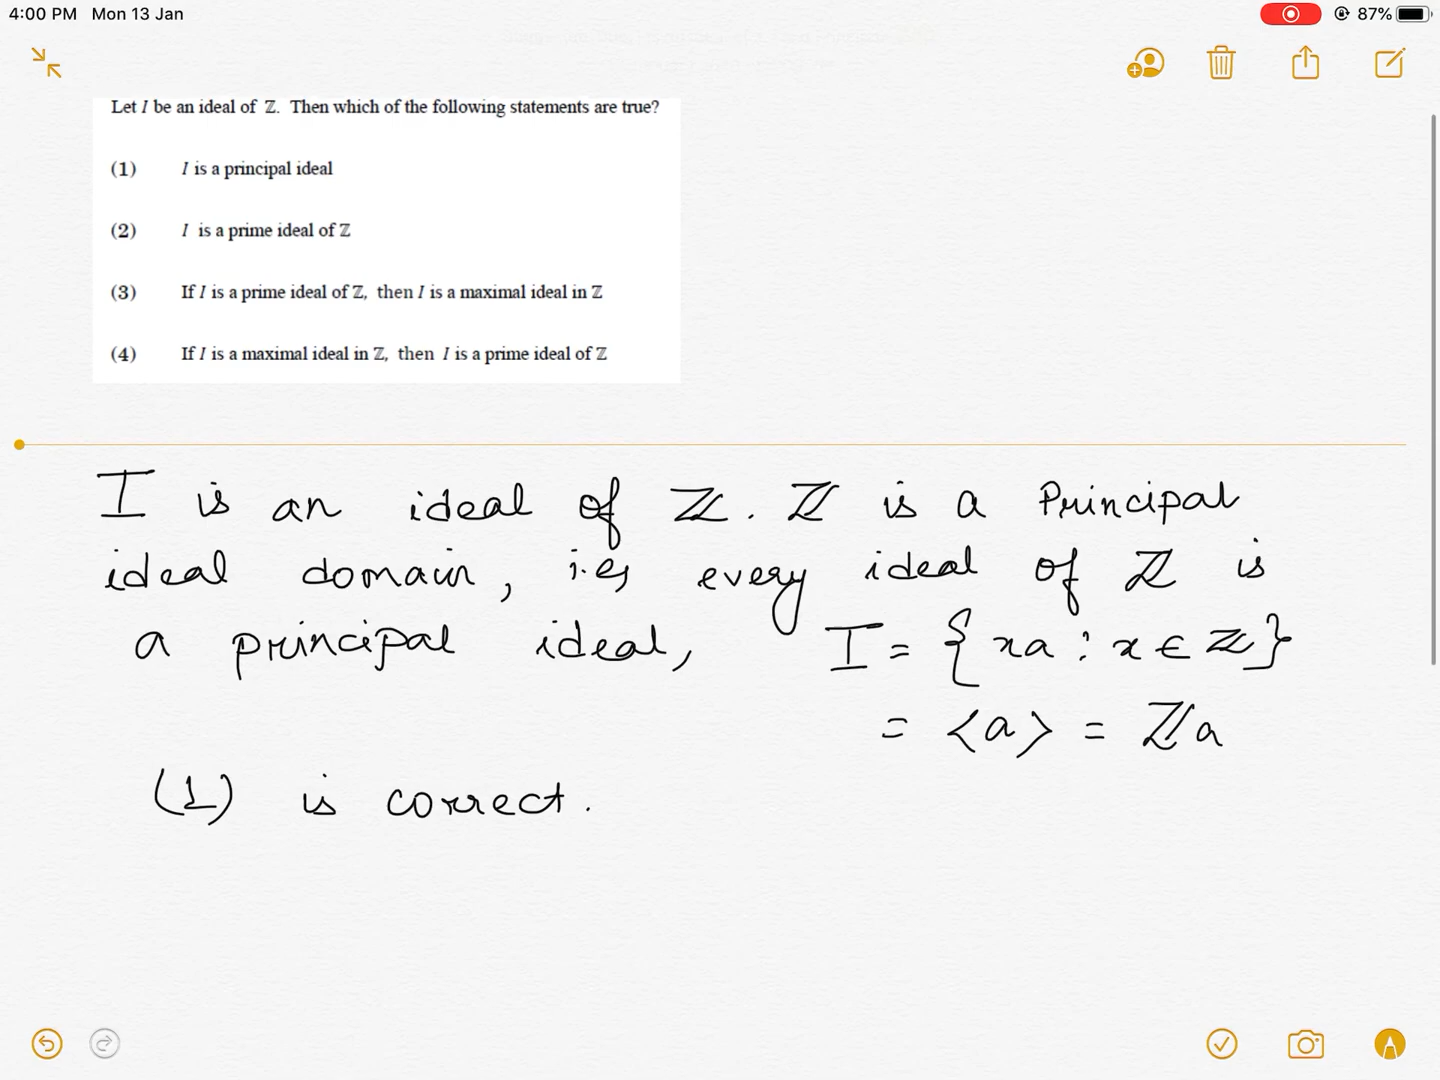 4:00 PM Mon 13 Jan
87%
Let I be an ideal of ℤ. Then which of the following statements are true?
(1) I is a principal ideal
(2) I is a prime ideal of ℤ
(3) If I is a prime ideal of ℤ, then I is a maximal ideal in ℤ
(4) If I is a maximal ideal in ℤ, then I is a prime ideal of ℤ
I is an ideal of ℤ. ℤ is a Principal
ideal domain, i.e, every ideal of ℤ is
a principal ideal, I = {xa : x ∈ ℤ}
= <a> = ℤa
(1) is correct.